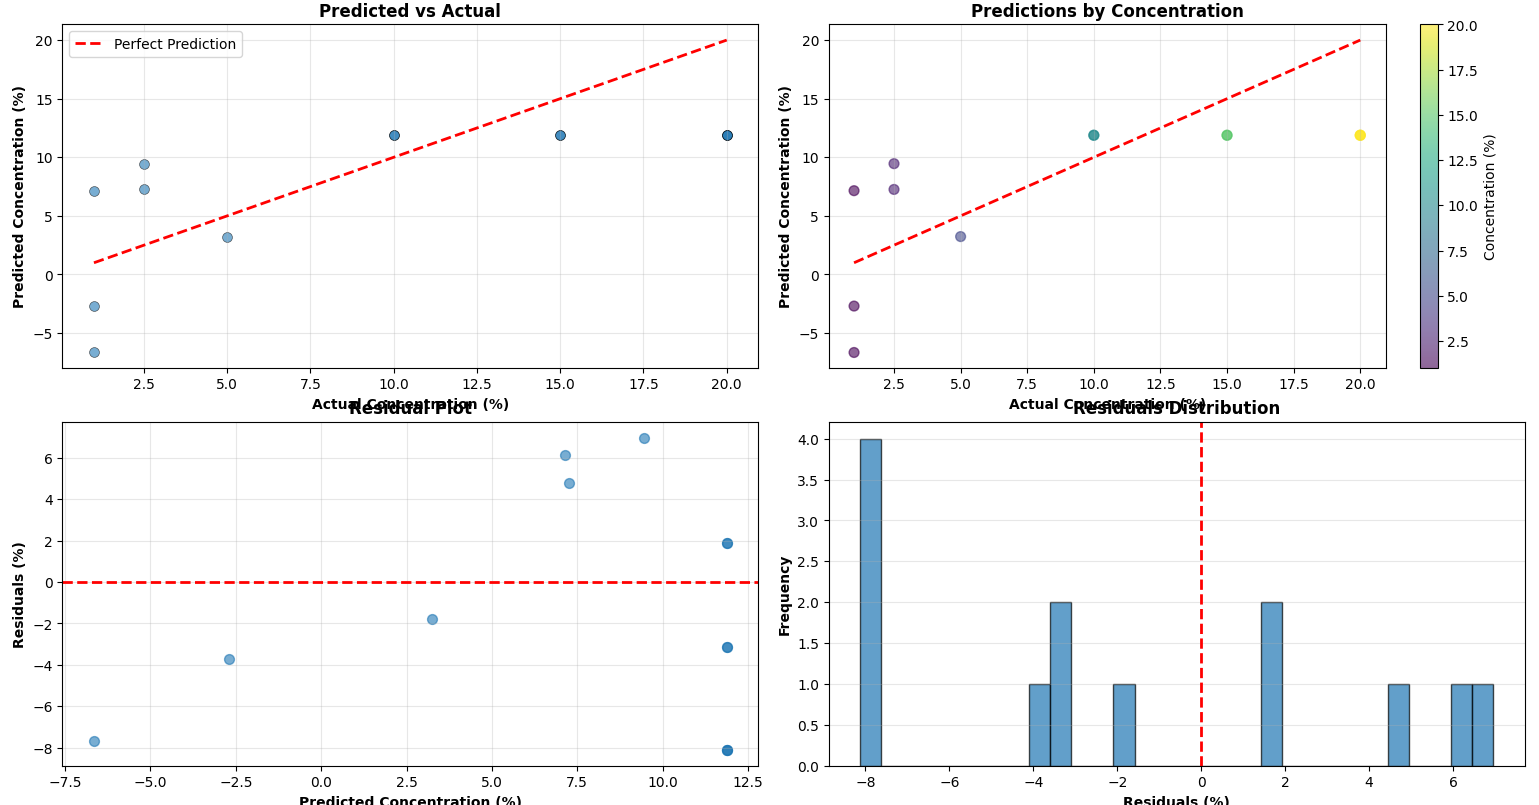 Predicted vs Actual
Perfect Prediction
Predicted Concentration (%)
20
15
10
5
0
−5
2.5 5.0 7.5 10.0 12.5 15.0 17.5 20.0
Actual Concentration (%)
Predictions by Concentration
Predicted Concentration (%)
20
15
10
5
0
−5
2.5 5.0 7.5 10.0 12.5 15.0 17.5 20.0
Actual Concentration (%)
20.0
17.5
15.0
12.5
10.0
7.5
5.0
2.5
Concentration (%)
Residual Plot
Residuals (%)
6
4
2
0
−2
−4
−6
−8
−7.5 −5.0 −2.5 0.0 2.5 5.0 7.5 10.0 12.5
Predicted Concentration (%)
Residuals Distribution
Frequency
4.0
3.5
3.0
2.5
2.0
1.5
1.0
0.5
0.0
−8 −6 −4 −2 0 2 4 6
Residuals (%)